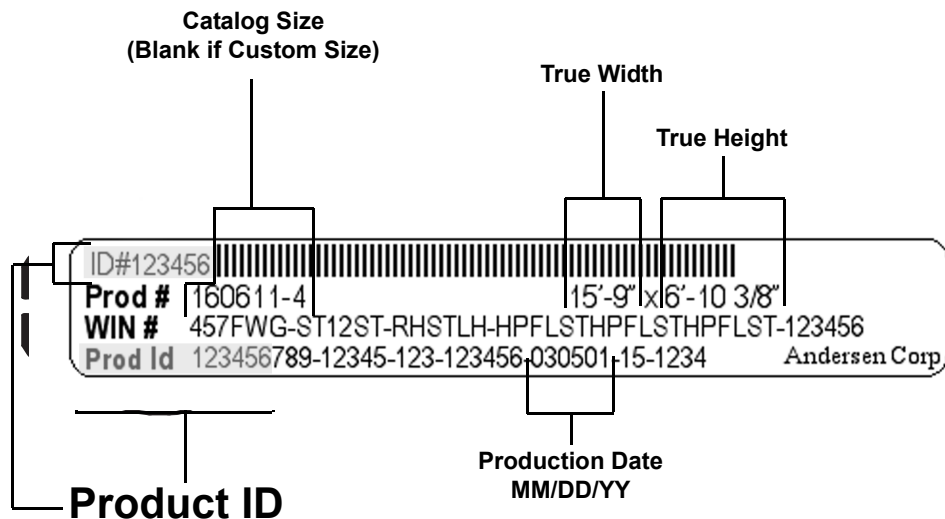 Catalog Size
(Blank if Custom Size)
True Width
True Height
ID#123456
Prod # 160611-4 15'-9" x 6'-10 3/8"
WIN # 457FWG-ST12ST-RHSTLH-HPFLSTHPFLSTHPFLST-123456
Prod Id 123456789-12345-123-123456-030501-15-1234 Andersen Corp
Production Date
MM/DD/YY
Product ID